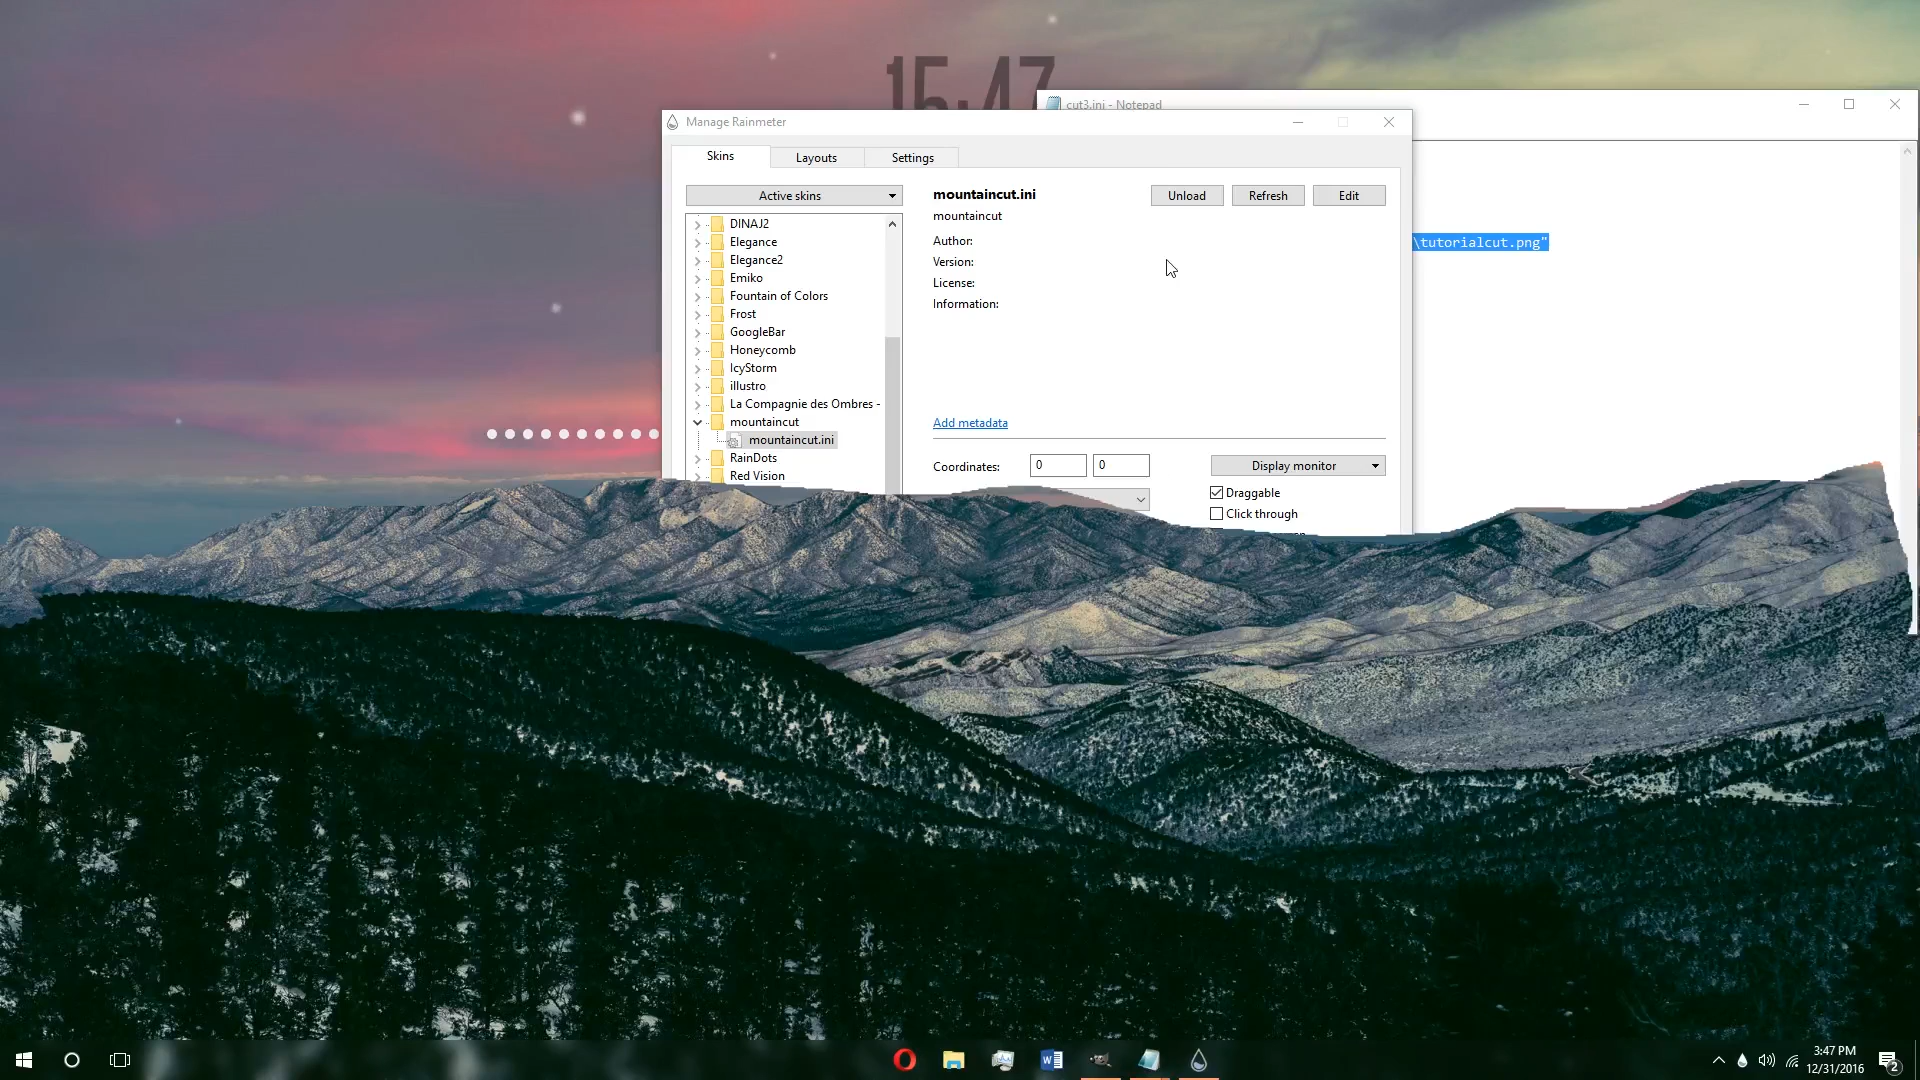 15:47
cut3.ini - Notepad
Manage Rainmeter
Skins
Layouts
Settings
Active skins
mountaincut.ini
Unload
Refresh
Edit
DINAJ2
Elegance
Elegance2
Emiko
Fountain of Colors
Frost
GoogleBar
Honeycomb
IcyStorm
illustro
La Compagnie des Ombres -
mountaincut
mountaincut.ini
RainDots
Red Vision
mountaincut
Author:
Version:
License:
Information:
\tutorialcut.png"
Add metadata
Coordinates:
0
0
Display monitor
Draggable
Click through
3:47 PM
12/31/2016
2